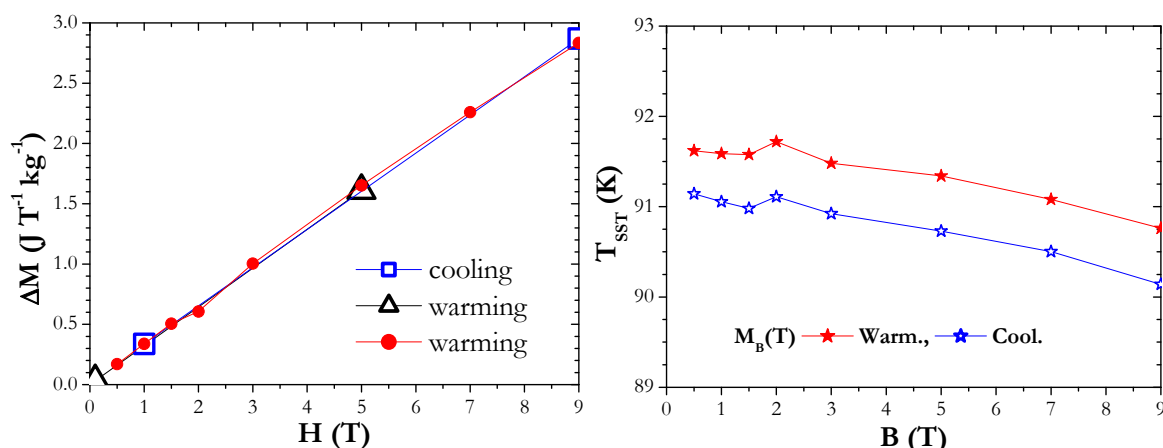 3.0
2.5
2.0
1.5
1.0
0.5
0.0
0 1 2 3 4 5 6 7 8 9
ΔM (J T⁻¹ kg⁻¹)
H (T)
cooling
warming
warming
93
92
91
90
89
0 1 2 3 4 5 6 7 8 9
T_SST (K)
B (T)
M_B(T) Warm., Cool.